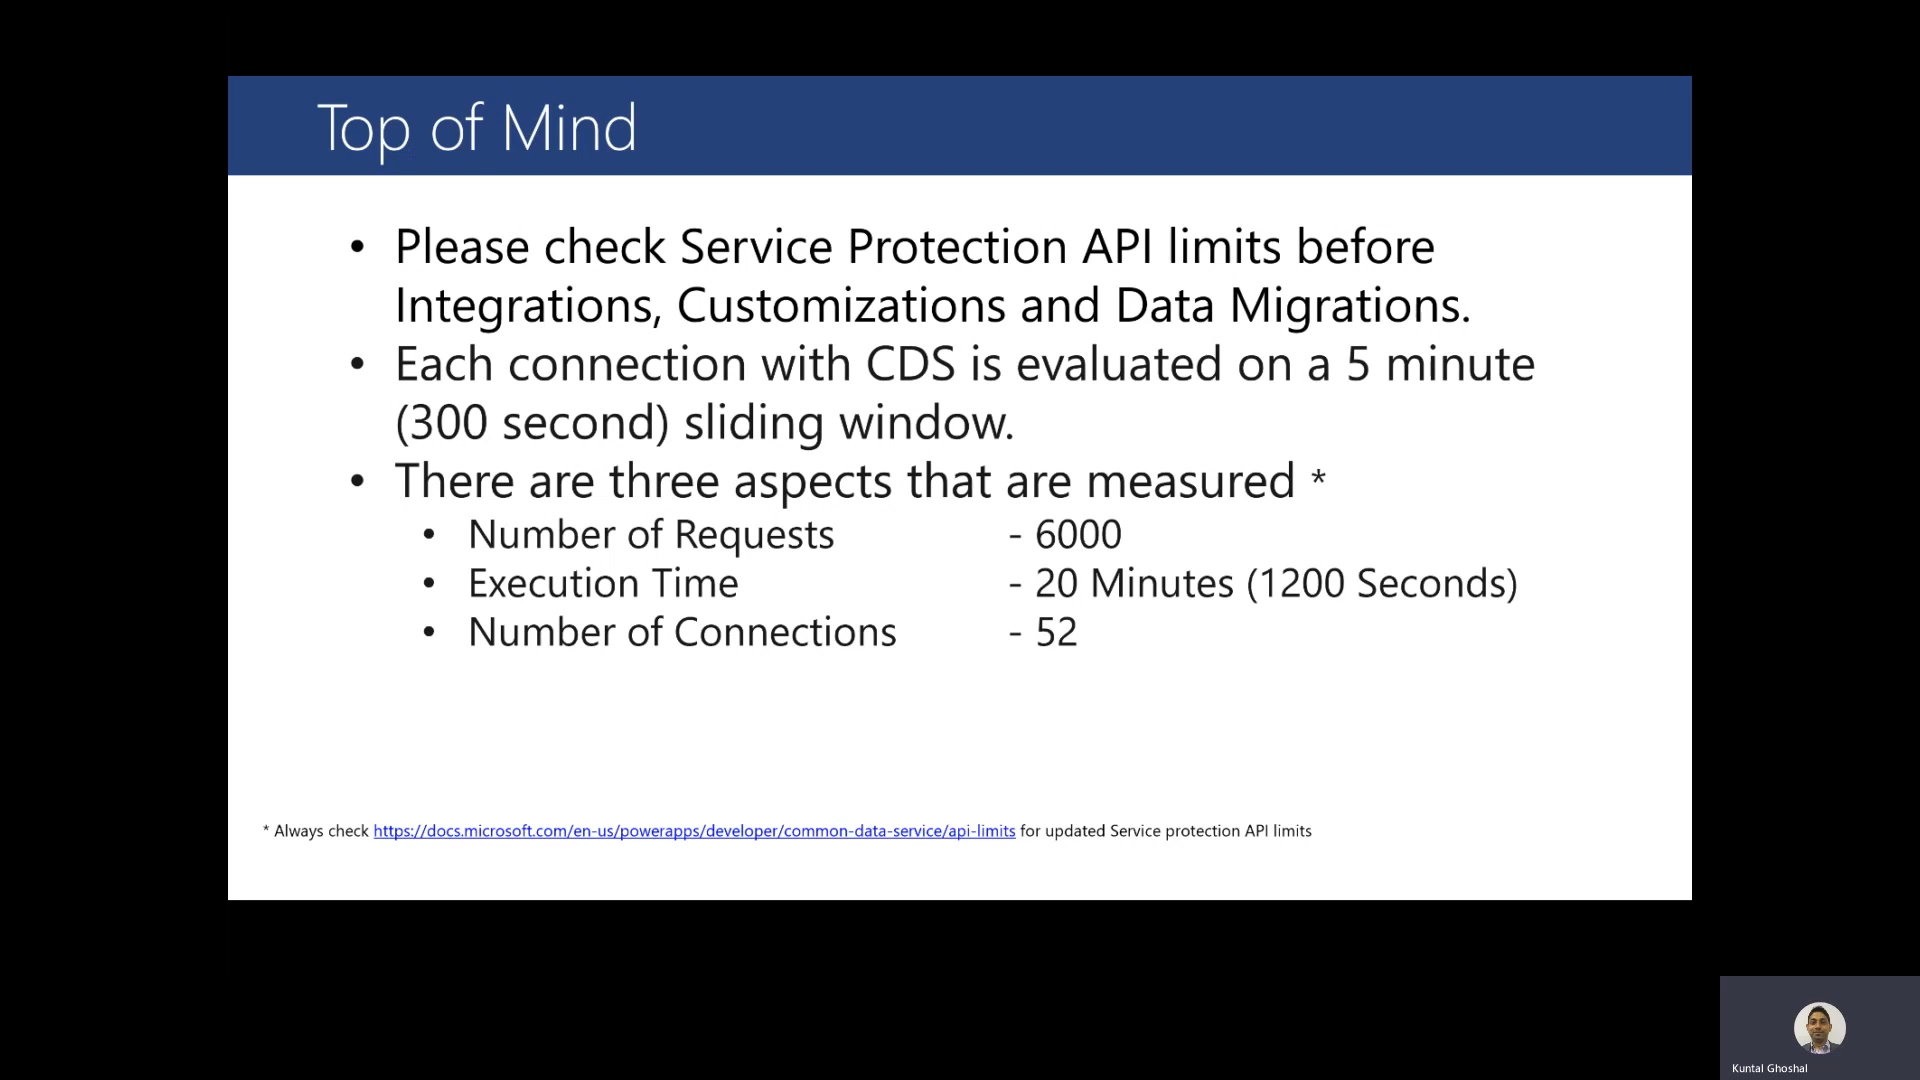 Top of Mind
• Please check Service Protection API limits before
Integrations, Customizations and Data Migrations.
• Each connection with CDS is evaluated on a 5 minute
(300 second) sliding window.
• There are three aspects that are measured *
• Number of Requests - 6000
• Execution Time - 20 Minutes (1200 Seconds)
• Number of Connections - 52
* Always check https://docs.microsoft.com/en-us/powerapps/developer/common-data-service/api-limits for updated Service protection API limits
Kuntal Ghoshal